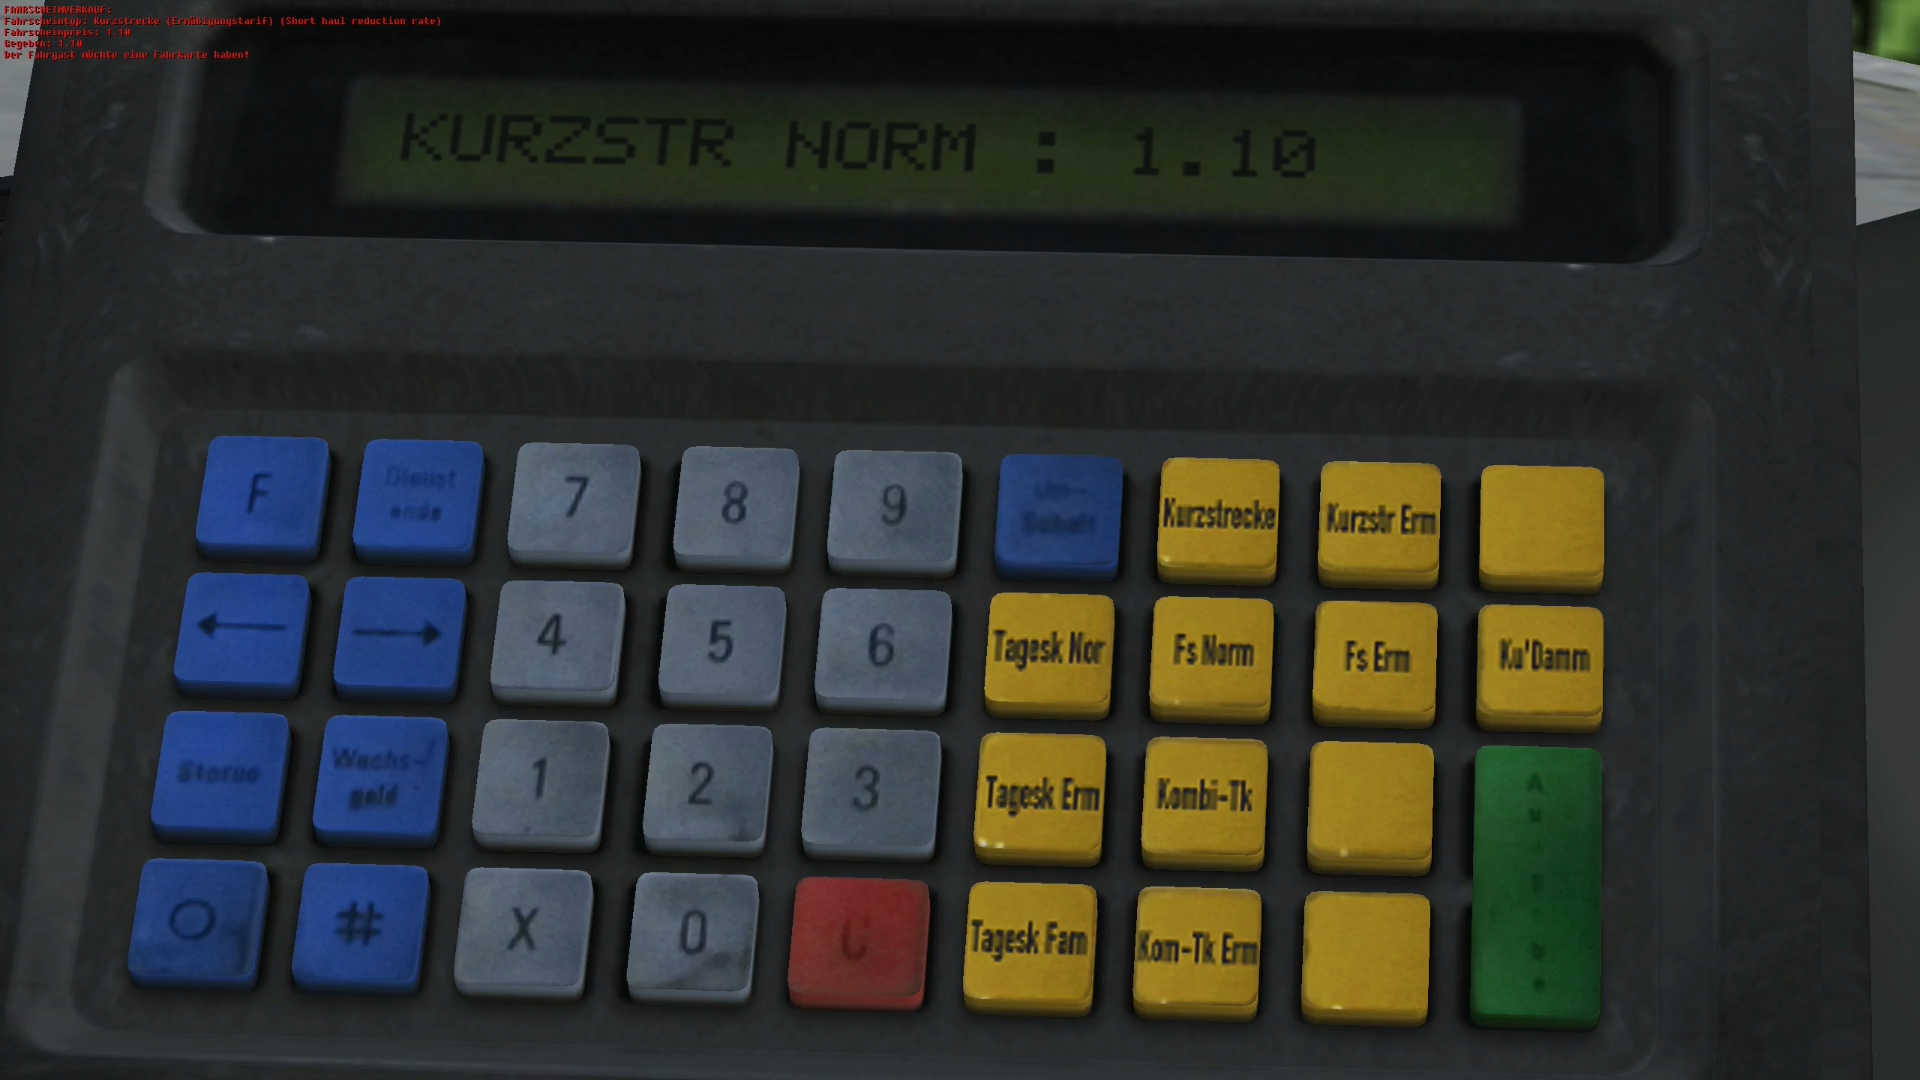 FAHRSCHEINVERKAUF:
Fahrscheintyp: Kurzstrecke (Ermäßigungstarif) (Short haul reduction rate)
Fahrscheinpreis: 1.10
Gegeben: 1.10
Der Fahrgast möchte eine Fahrkarte haben!
KURZSTR NORM : 1.10
F Dienst ende 7 8 9 Um- Schalt Kurzstrecke Kurzstr Erm
← → 4 5 6 Tagesk Nor Fs Norm Fs Erm Ku'Damm
Storno Wechs- geld 1 2 3 Tagesk Erm Kombi-Tk
○ # X 0 C Tagesk Fam Kom-Tk Erm